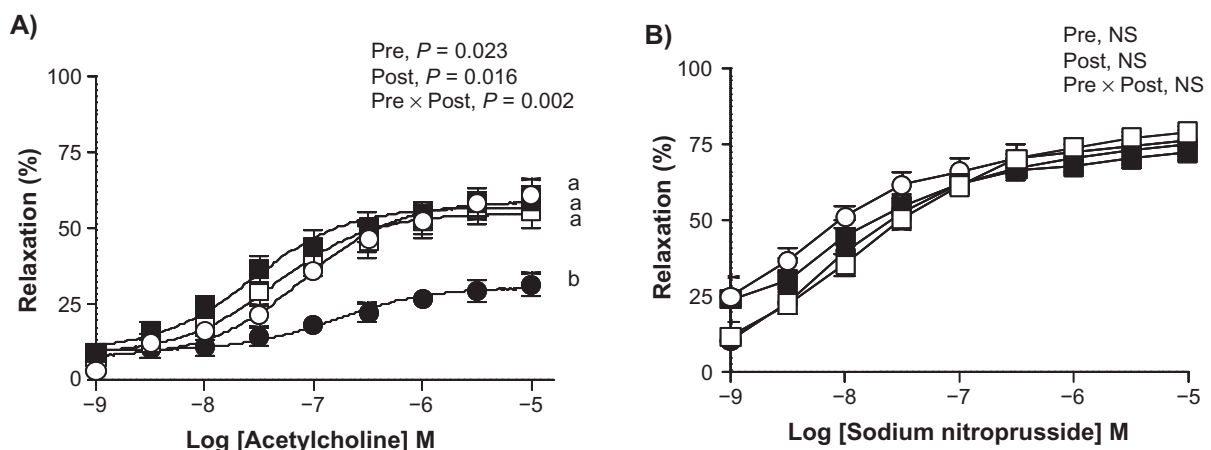 A)
Pre, P = 0.023
Post, P = 0.016
Pre × Post, P = 0.002
100
75
50
25
0
Relaxation (%)
a
a
a
b
−9
−8
−7
−6
−5
Log [Acetylcholine] M
B)
Pre, NS
Post, NS
Pre × Post, NS
100
75
50
25
0
Relaxation (%)
−9
−8
−7
−6
−5
Log [Sodium nitroprusside] M